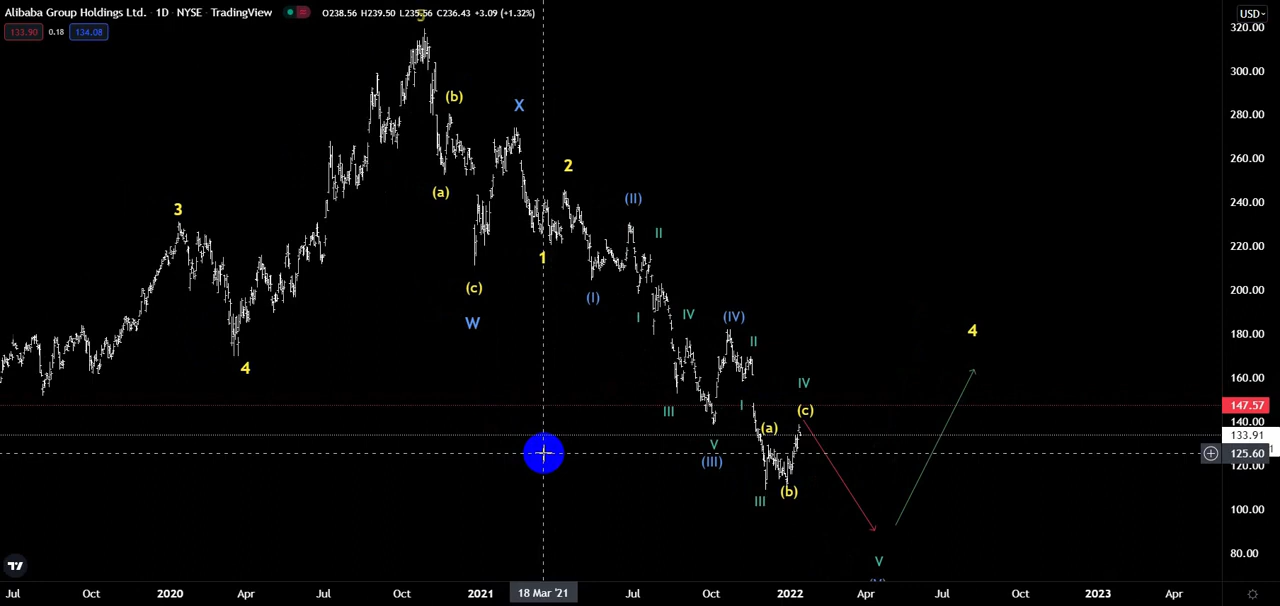 Alibaba Group Holdings Ltd. · 1D · NYSE · TradingView O238.56 H239.50 L235.56 C236.43 +3.09 (+1.32%) USD
133.90 0.18 134.08
320.00
300.00
280.00
260.00
240.00
220.00
200.00
180.00
160.00
147.57
140.00
133.91
125.60
120.00
100.00
80.00
5
(b)
X
(a)
3
2
(II)
II
1
(c)
(I)
W
I
IV
(IV)
4
4
II
IV
III
I
(c)
(a)
V
(III)
(b)
III
V
Jul Oct 2020 Apr Jul Oct 2021 18 Mar '21 Jul Oct 2022 Apr Jul Oct 2023 Apr